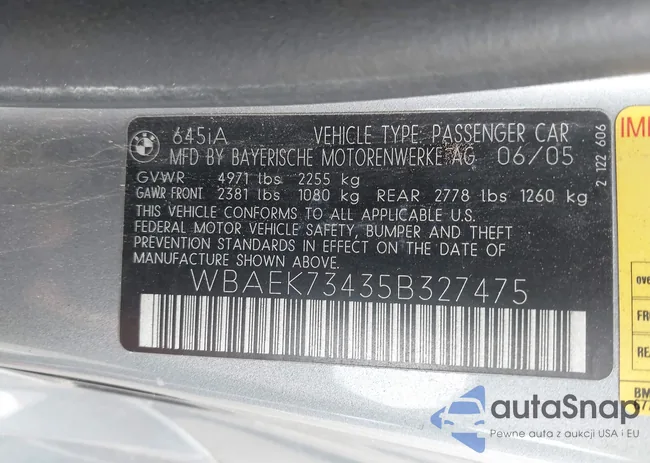 BMW
645iA VEHICLE TYPE: PASSENGER CAR
MFD BY BAYERISCHE MOTORENWERKE AG 06/05
GVWR 4971 lbs 2255 kg
GAWR FRONT 2381 lbs 1080 kg REAR 2778 lbs 1260 kg
THIS VEHICLE CONFORMS TO ALL APPLICABLE U.S.
FEDERAL MOTOR VEHICLE SAFETY, BUMPER AND THEFT
PREVENTION STANDARDS IN EFFECT ON THE DATE OF
MANUFACTURE SHOWN ABOVE.
WBAEK73435B327475
2 122 606
autaSnap
Pewne auta z aukcji USA i EU